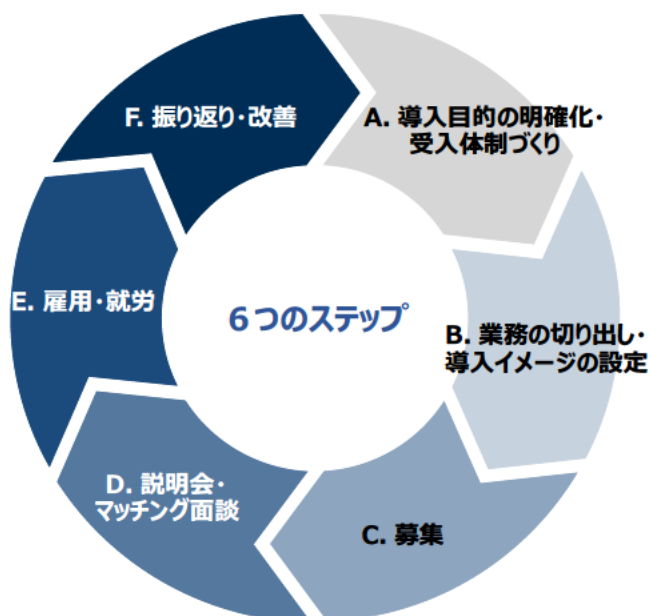 F. 振り返り・改善
A. 導入目的の明確化・
受入体制づくり
E. 雇用・就労
6つのステップ
B. 業務の切り出し・
導入イメージの設定
D. 説明会・
マッチング面談
C. 募集